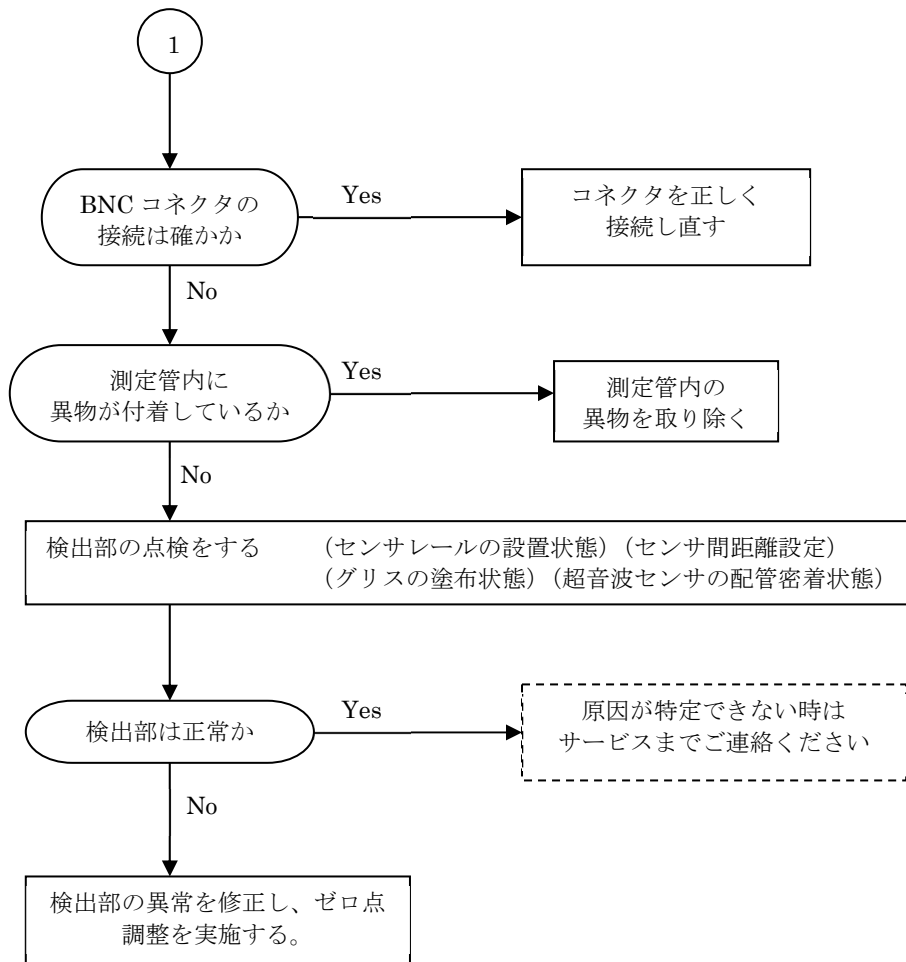 1
BNC コネクタの
接続は確かか
Yes
コネクタを正しく
接続し直す
No
測定管内に
異物が付着しているか
Yes
測定管内の
異物を取り除く
No
検出部の点検をする （センサレールの設置状態）（センサ間距離設定）
（グリスの塗布状態）（超音波センサの配管密着状態）
検出部は正常か
Yes
原因が特定できない時は
サービスまでご連絡ください
No
検出部の異常を修正し、ゼロ点
調整を実施する。